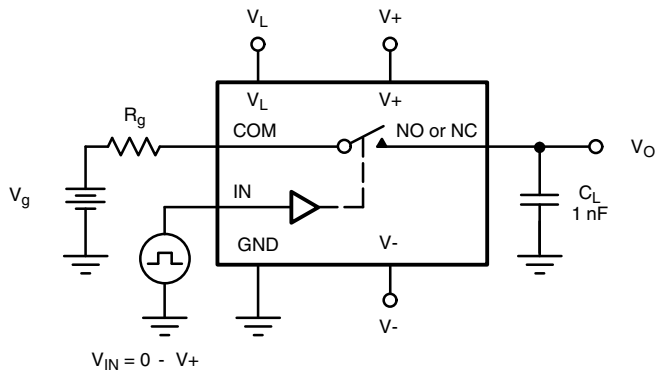 VL V+
VL V+
Rg COM NO or NC VO
Vg IN CL
1 nF
GND V-
V-
VIN = 0 - V+